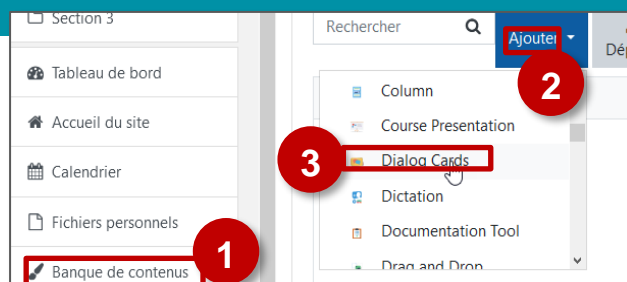 Section 3
Tableau de bord
Accueil du site
Calendrier
Fichiers personnels
Banque de contenus
1
Rechercher
Ajouter
2
Column
Course Presentation
3
Dialog Cards
Dictation
Documentation Tool
Drag and Drop